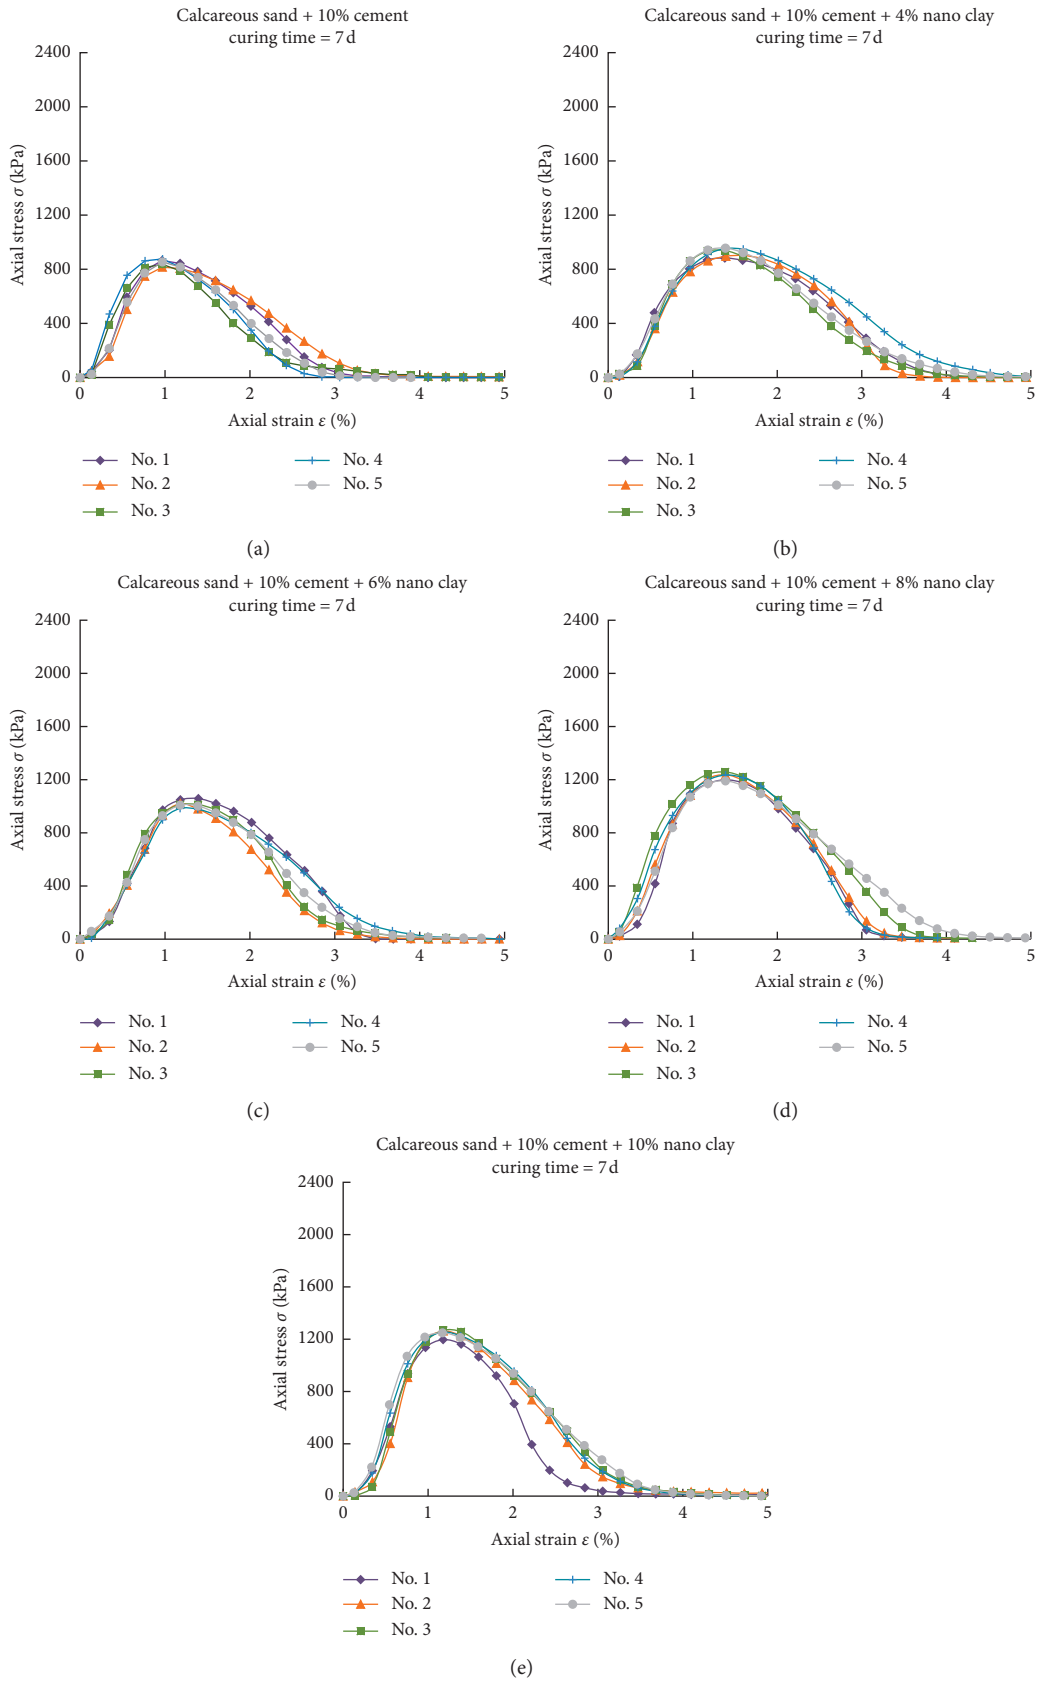 Calcareous sand + 10% cement
curing time = 7 d
2400
2000
1600
1200
800
400
0
Axial stress σ (kPa)
0 1 2 3 4 5
Axial strain ε (%)
No. 1
No. 2
No. 3
No. 4
No. 5
(a)
Calcareous sand + 10% cement + 4% nano clay
curing time = 7 d
2400
2000
1600
1200
800
400
0
Axial stress σ (kPa)
0 1 2 3 4 5
Axial strain ε (%)
No. 1
No. 2
No. 3
No. 4
No. 5
(b)
Calcareous sand + 10% cement + 6% nano clay
curing time = 7 d
2400
2000
1600
1200
800
400
0
Axial stress σ (kPa)
0 1 2 3 4 5
Axial strain ε (%)
No. 1
No. 2
No. 3
No. 4
No. 5
(c)
Calcareous sand + 10% cement + 8% nano clay
curing time = 7 d
2400
2000
1600
1200
800
400
0
Axial stress σ (kPa)
0 1 2 3 4 5
Axial strain ε (%)
No. 1
No. 2
No. 3
No. 4
No. 5
(d)
Calcareous sand + 10% cement + 10% nano clay
curing time = 7 d
2400
2000
1600
1200
800
400
0
Axial stress σ (kPa)
0 1 2 3 4 5
Axial strain ε (%)
No. 1
No. 2
No. 3
No. 4
No. 5
(e)